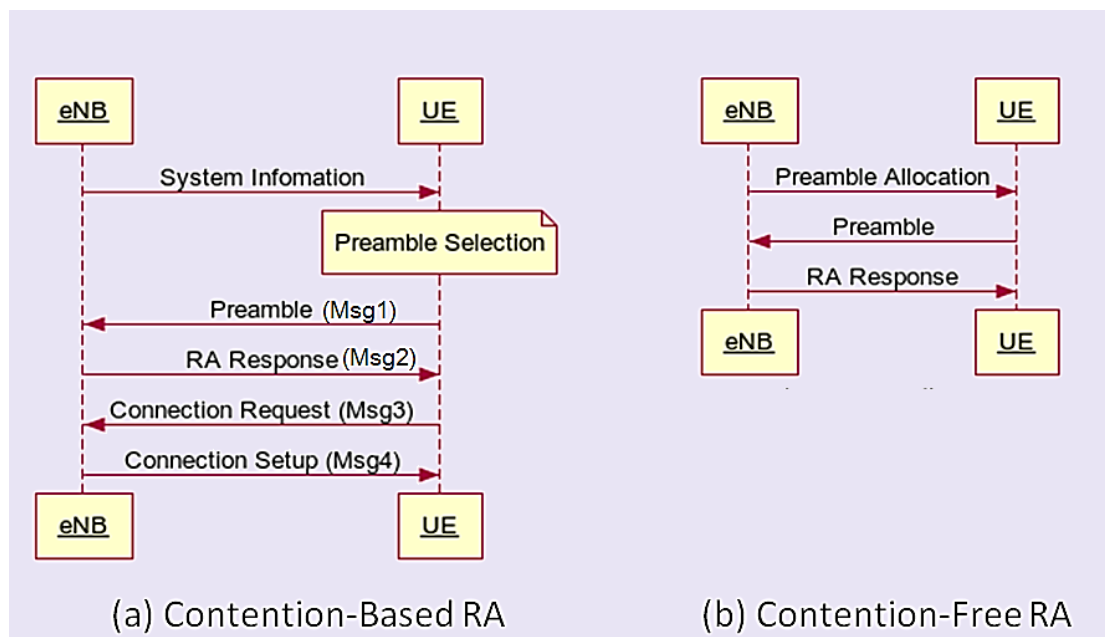 eNB
UE
System Infomation
Preamble Selection
Preamble (Msg1)
RA Response (Msg2)
Connection Request (Msg3)
Connection Setup (Msg4)
eNB
UE
(a) Contention-Based RA
eNB
UE
Preamble Allocation
Preamble
RA Response
eNB
UE
(b) Contention-Free RA